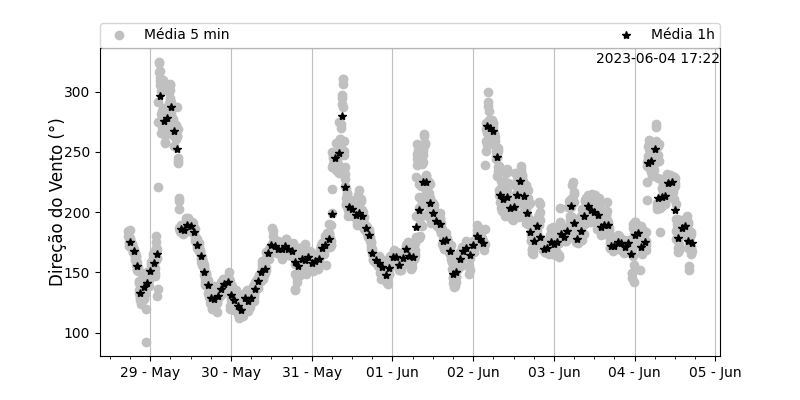 Média 5 min
Média 1h
2023-06-04 17:22
Direção do Vento (°)
300
250
200
150
100
29 - May
30 - May
31 - May
01 - Jun
02 - Jun
03 - Jun
04 - Jun
05 - Jun